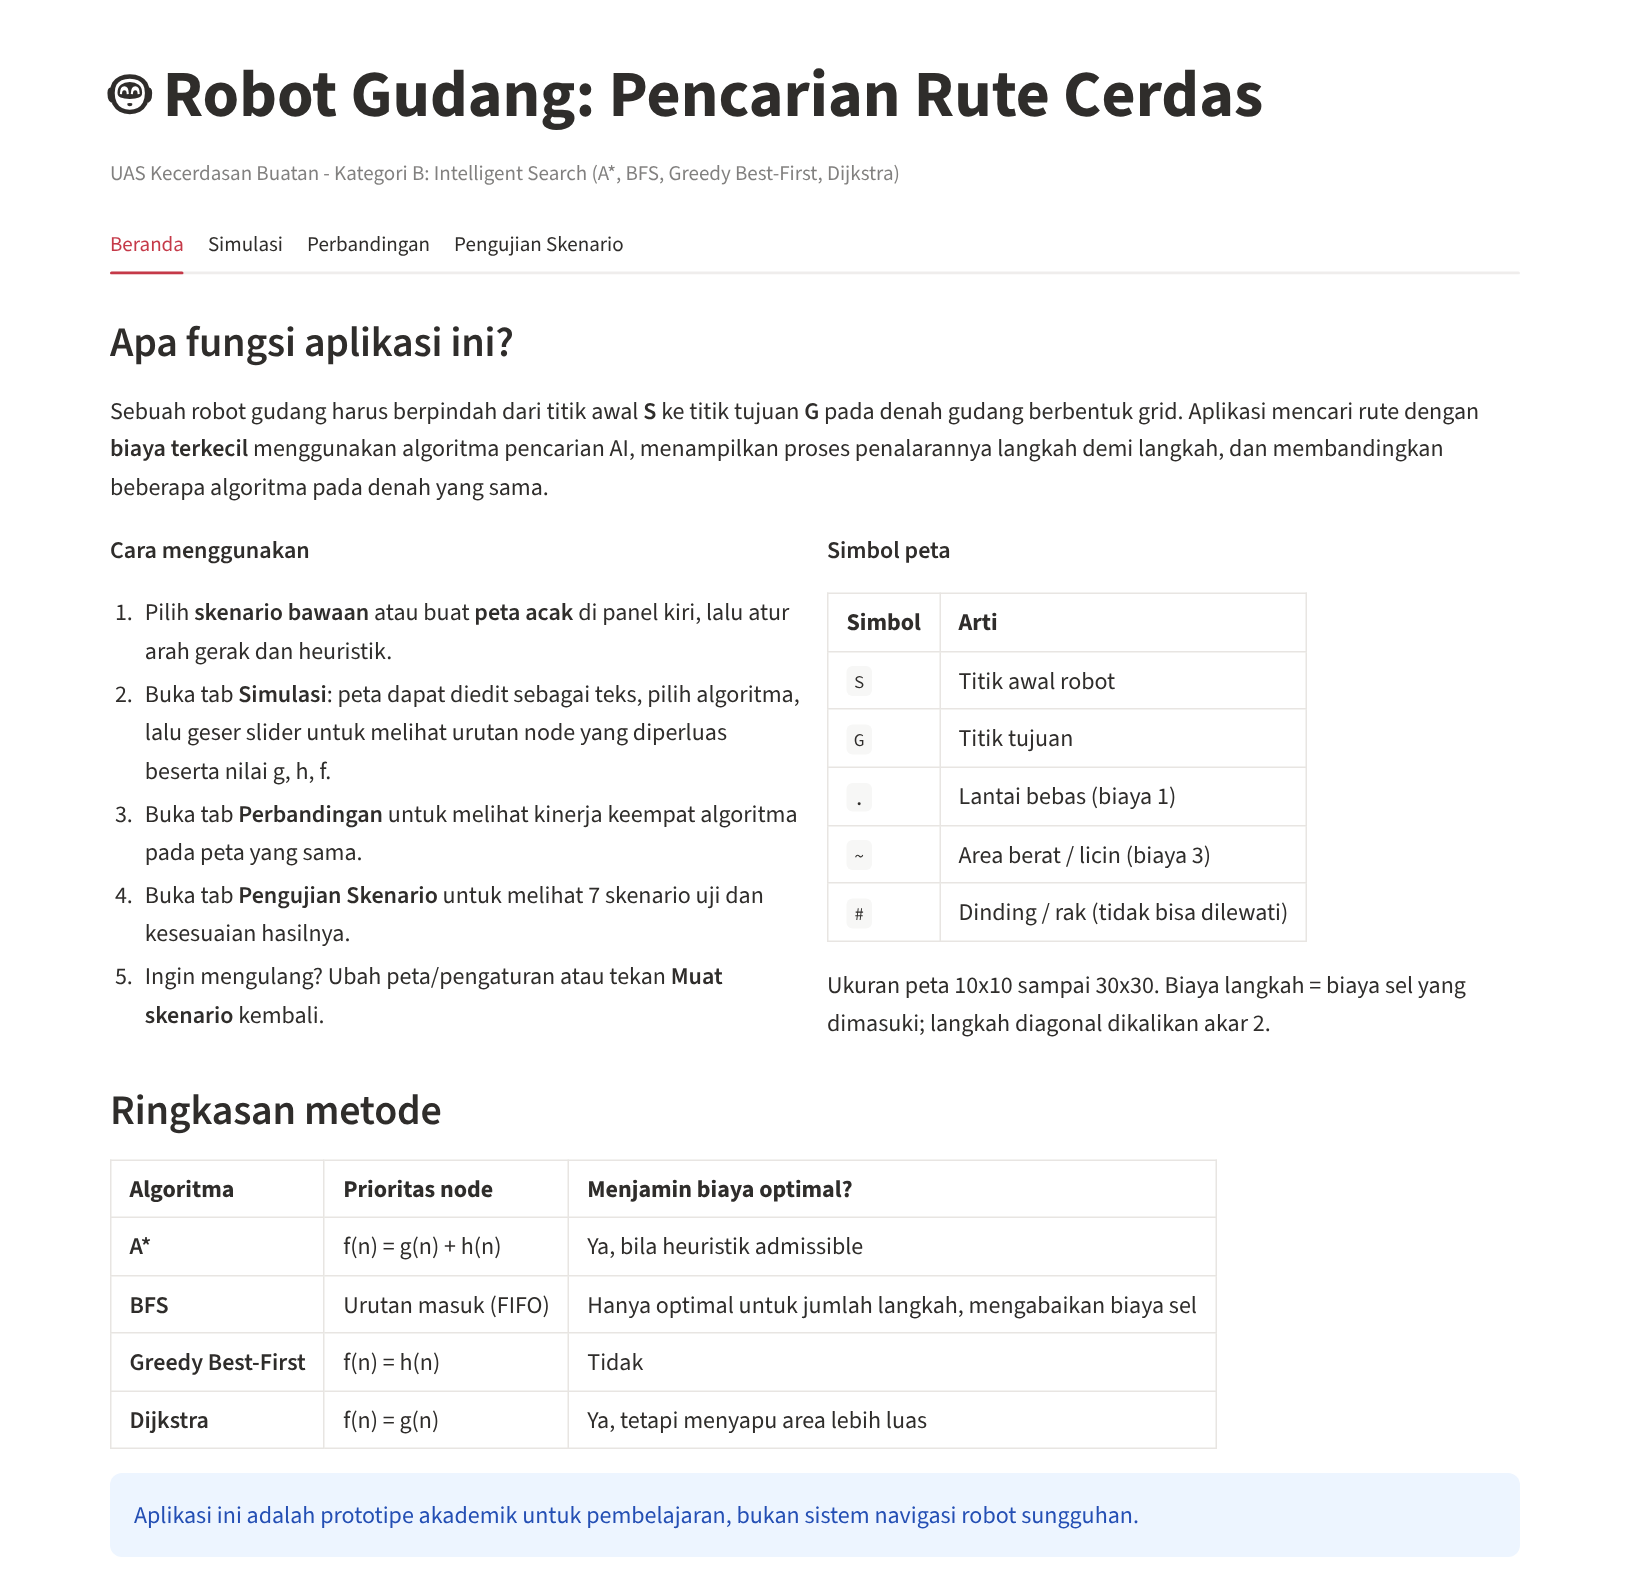 Robot Gudang: Pencarian Rute Cerdas
UAS Kecerdasan Buatan - Kategori B: Intelligent Search (A*, BFS, Greedy Best-First, Dijkstra)
Beranda Simulasi Perbandingan Pengujian Skenario
Apa fungsi aplikasi ini?
Sebuah robot gudang harus berpindah dari titik awal S ke titik tujuan G pada denah gudang berbentuk grid. Aplikasi mencari rute dengan
biaya terkecil menggunakan algoritma pencarian AI, menampilkan proses penalarannya langkah demi langkah, dan membandingkan
beberapa algoritma pada denah yang sama.
Cara menggunakan
1. Pilih skenario bawaan atau buat peta acak di panel kiri, lalu atur
arah gerak dan heuristik.
2. Buka tab Simulasi: peta dapat diedit sebagai teks, pilih algoritma,
lalu geser slider untuk melihat urutan node yang diperluas
beserta nilai g, h, f.
3. Buka tab Perbandingan untuk melihat kinerja keempat algoritma
pada peta yang sama.
4. Buka tab Pengujian Skenario untuk melihat 7 skenario uji dan
kesesuaian hasilnya.
5. Ingin mengulang? Ubah peta/pengaturan atau tekan Muat
skenario kembali.
Simbol peta
Simbol Arti
S Titik awal robot
G Titik tujuan
. Lantai bebas (biaya 1)
~ Area berat / licin (biaya 3)
# Dinding / rak (tidak bisa dilewati)
Ukuran peta 10x10 sampai 30x30. Biaya langkah = biaya sel yang
dimasuki; langkah diagonal dikalikan akar 2.
Ringkasan metode
Algoritma Prioritas node Menjamin biaya optimal?
A* f(n) = g(n) + h(n) Ya, bila heuristik admissible
BFS Urutan masuk (FIFO) Hanya optimal untuk jumlah langkah, mengabaikan biaya sel
Greedy Best-First f(n) = h(n) Tidak
Dijkstra f(n) = g(n) Ya, tetapi menyapu area lebih luas
Aplikasi ini adalah prototipe akademik untuk pembelajaran, bukan sistem navigasi robot sungguhan.